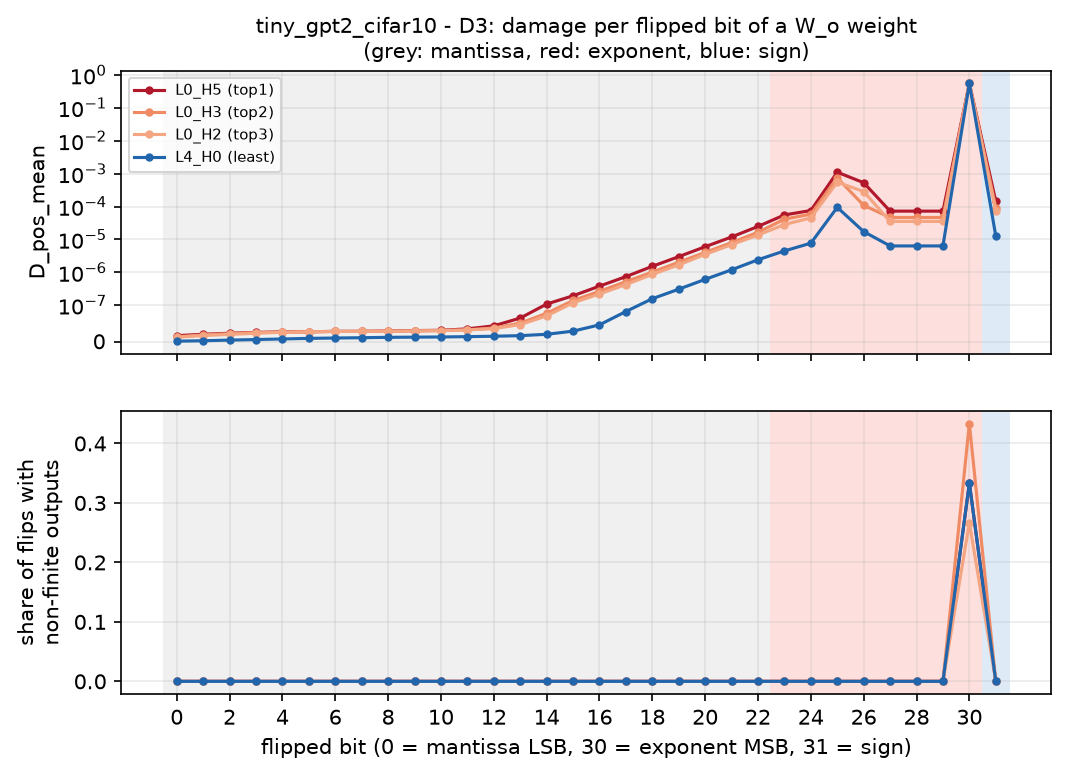 tiny_gpt2_cifar10 - D3: damage per flipped bit of a W_o weight
(grey: mantissa, red: exponent, blue: sign)
D_pos_mean
10⁰
10⁻¹
10⁻²
10⁻³
10⁻⁴
10⁻⁵
10⁻⁶
10⁻⁷
0
L0_H5 (top1)
L0_H3 (top2)
L0_H2 (top3)
L4_H0 (least)
share of flips with
non-finite outputs
0.4
0.3
0.2
0.1
0.0
0 2 4 6 8 10 12 14 16 18 20 22 24 26 28 30
flipped bit (0 = mantissa LSB, 30 = exponent MSB, 31 = sign)